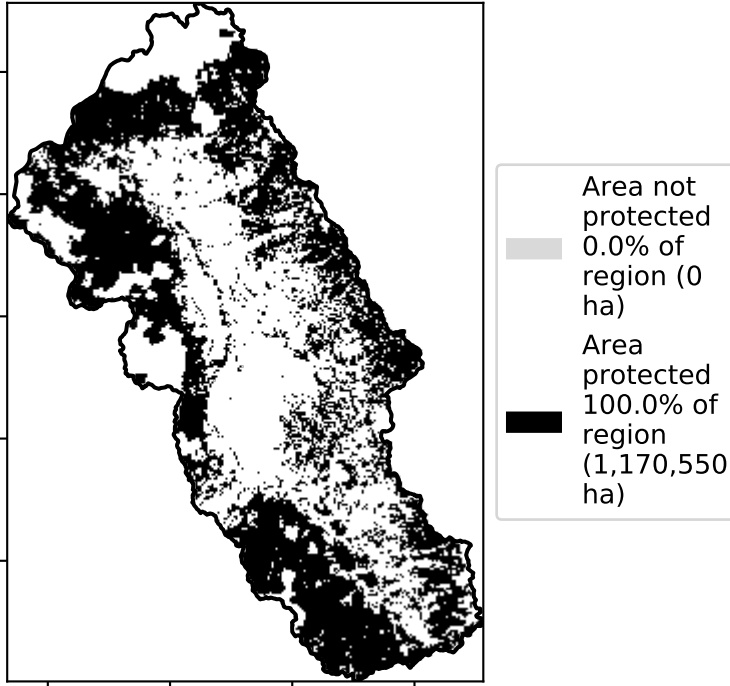 Area not
protected
0.0% of
region (0
ha)
Area
protected
100.0% of
region
(1,170,550
ha)